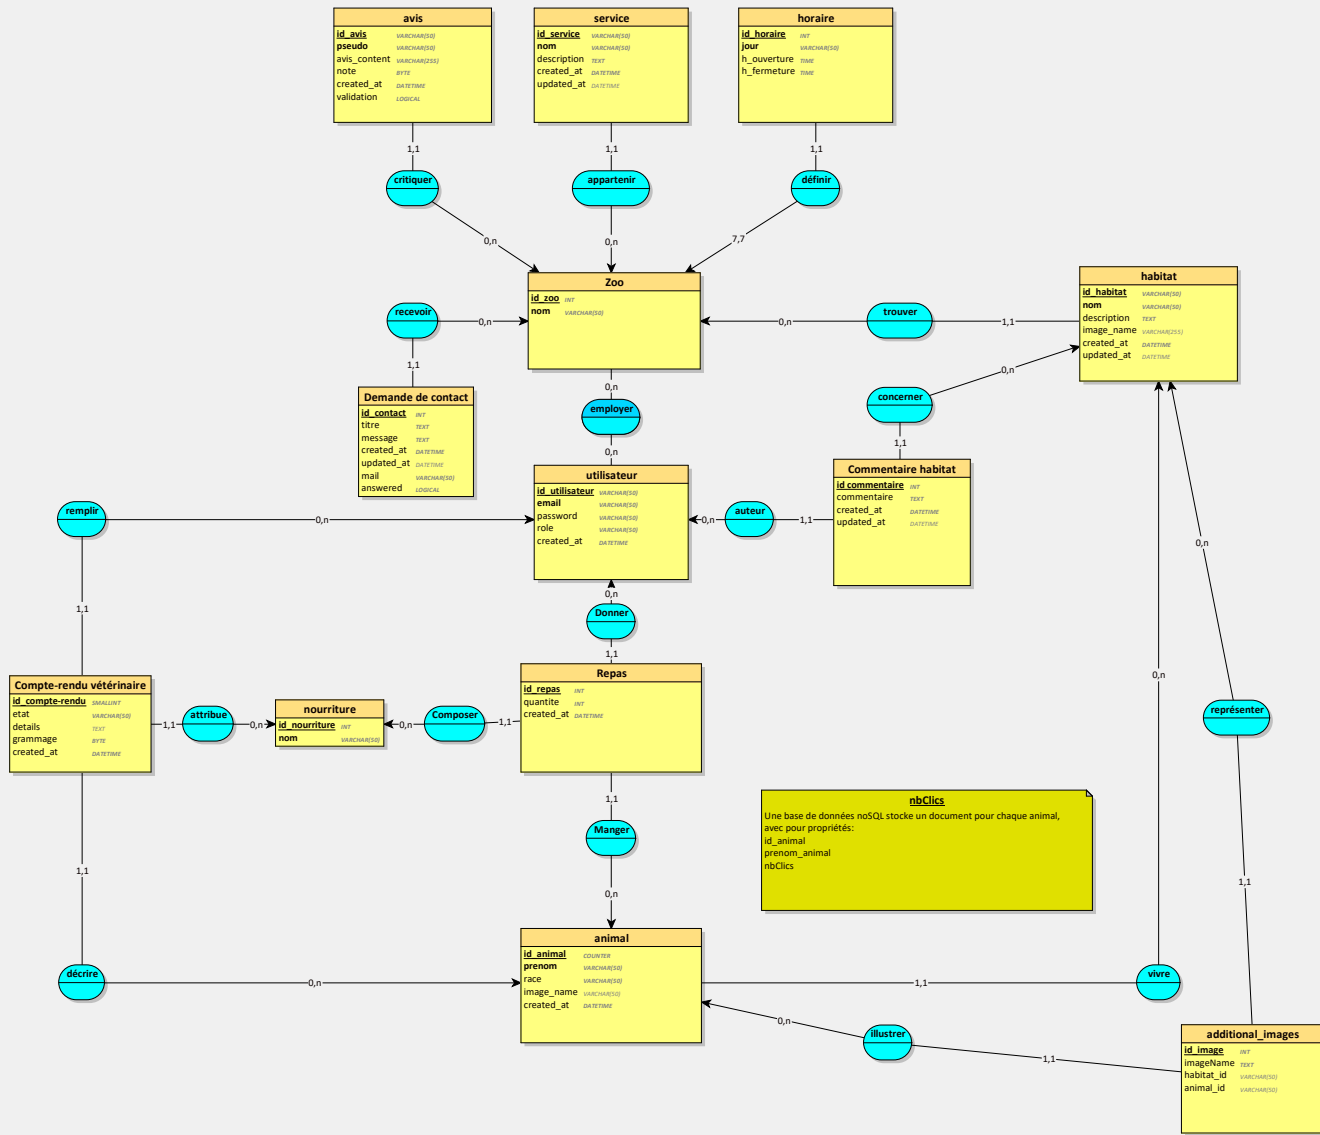 avis
id_avis VARCHAR(50)
pseudo VARCHAR(50)
avis_content VARCHAR(255)
note BYTE
created_at DATETIME
validation LOGICAL
service
id_service VARCHAR(50)
nom VARCHAR(50)
description TEXT
created_at DATETIME
updated_at DATETIME
horaire
id_horaire INT
jour VARCHAR(50)
h_ouverture TIME
h_fermeture TIME
1,1
1,1
1,1
critiquer
appartenir
définir
0,n
0,n
7,7
Zoo
id_zoo INT
nom VARCHAR(50)
habitat
id_habitat VARCHAR(50)
nom VARCHAR(50)
description TEXT
image_name VARCHAR(255)
created_at DATETIME
updated_at DATETIME
recevoir
0,n
0,n
trouver
1,1
1,1
0,n
0,n
Demande de contact
id_contact INT
titre TEXT
message TEXT
created_at DATETIME
updated_at DATETIME
mail VARCHAR(50)
answered LOGICAL
employer
concerner
0,n
1,1
utilisateur
id_utilisateur VARCHAR(50)
email VARCHAR(50)
password VARCHAR(50)
role VARCHAR(50)
created_at DATETIME
Commentaire habitat
id commentaire INT
commentaire TEXT
created_at DATETIME
updated_at DATETIME
remplir
0,n
0,n
auteur
1,1
0,n
0,n
Donner
1,1
1,1
Compte-rendu vétérinaire
id_compte-rendu SMALLINT
etat VARCHAR(50)
details TEXT
grammage BYTE
created_at DATETIME
1,1
attribue
0,n
nourriture
id_nourriture INT
nom VARCHAR(50)
0,n
Composer
1,1
Repas
id_repas INT
quantite INT
created_at DATETIME
0,n
représenter
1,1
Manger
0,n
nbClics
Une base de données noSQL stocke un document pour chaque animal,
avec pour propriétés:
id_animal
prenom_animal
nbClics
1,1
1,1
animal
id_animal COUNTER
prenom VARCHAR(50)
race VARCHAR(50)
image_name VARCHAR(50)
created_at DATETIME
décrire
0,n
1,1
vivre
0,n
illustrer
1,1
additional_images
id_image INT
imageName TEXT
habitat_id VARCHAR(50)
animal_id VARCHAR(50)